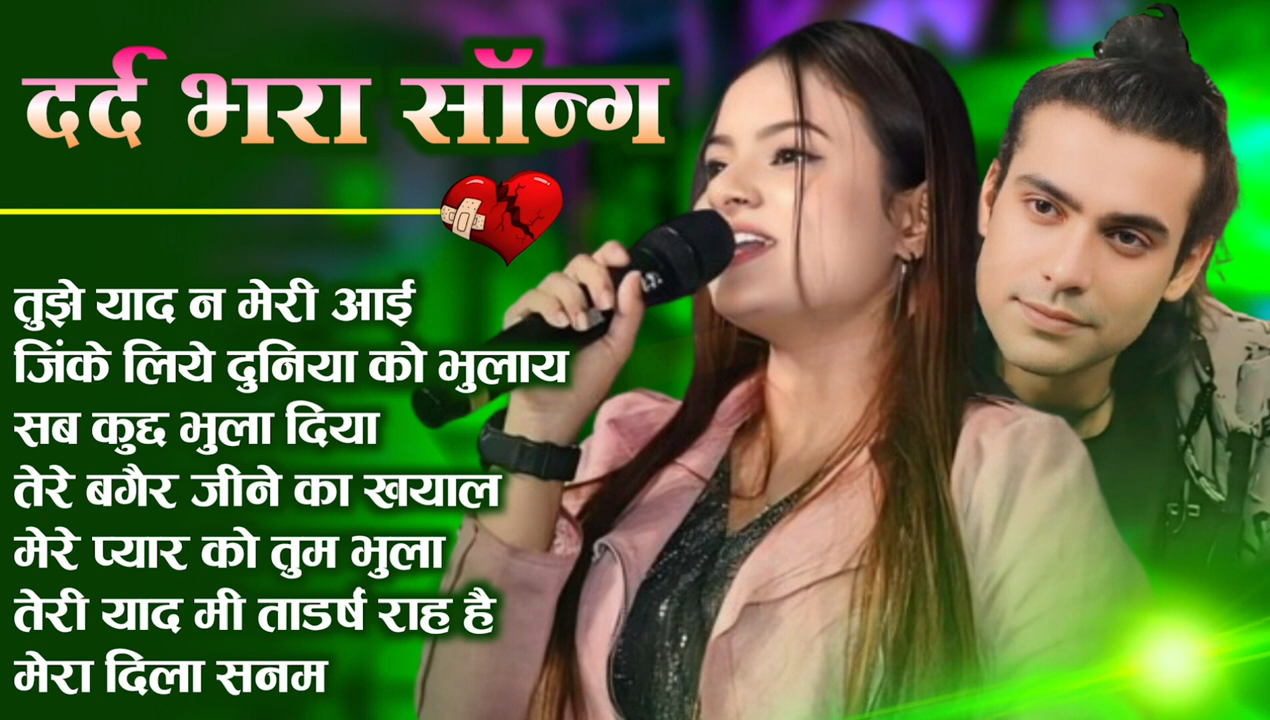 दर्द भरा सॉन्ग
तुझे याद न मेरी आई
जिंके लिये दुनिया को भुलाय
सब कुद्द भुला दिया
तेरे बगैर जीने का खयाल
मेरे प्यार को तुम भुला
तेरी याद मी ताडर्ष राह है
मेरा दिला सनम